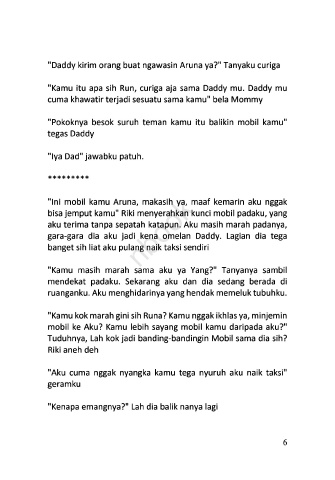 "Daddy kirim orang buat ngawasin Aruna ya?" Tanyaku curiga
"Kamu itu apa sih Run, curiga aja sama Daddy mu. Daddy mu
cuma khawatir terjadi sesuatu sama kamu" bela Mommy
"Pokoknya besok suruh teman kamu itu balikin mobil kamu"
tegas Daddy
"Iya Dad" jawabku patuh.
*********
"Ini mobil kamu Aruna, makasih ya, maaf kemarin aku nggak
bisa jemput kamu" Riki menyerahkan kunci mobil padaku, yang
aku terima tanpa sepatah katapun. Aku masih marah padanya,
gara-gara dia aku jadi kena omelan Daddy. Lagian dia tega
banget sih liat aku pulang naik taksi sendiri
"Kamu masih marah sama aku ya Yang?" Tanyanya sambil
mendekat padaku. Sekarang aku dan dia sedang berada di
ruanganku. Aku menghidarinya yang hendak memeluk tubuhku.
"Kamu kok marah gini sih Runa? Kamu nggak ikhlas ya, minjemin
mobil ke Aku? Kamu lebih sayang mobil kamu daripada aku?"
Tuduhnya, Lah kok jadi banding-bandingin Mobil sama dia sih?
Riki aneh deh
"Aku cuma nggak nyangka kamu tega nyuruh aku naik taksi"
geramku
"Kenapa emangnya?" Lah dia balik nanya lagi
6